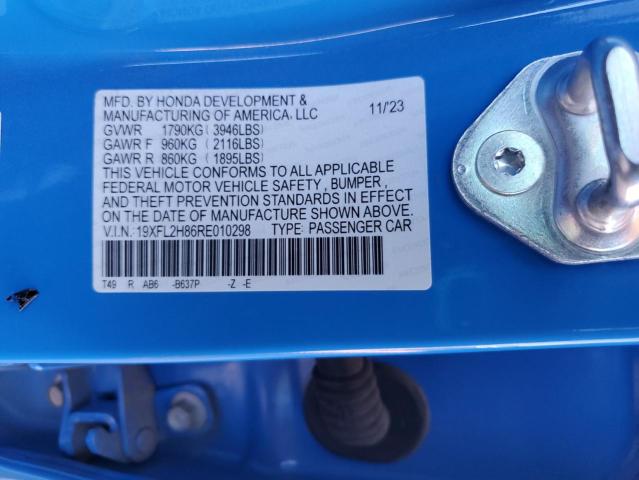 MFD. BY HONDA DEVELOPMENT &
MANUFACTURING OF AMERICA, LLC 11/'23
GVWR 1790KG ( 3946LBS)
GAWR F 960KG ( 2116LBS)
GAWR R 860KG ( 1895LBS)
THIS VEHICLE CONFORMS TO ALL APPLICABLE
FEDERAL MOTOR VEHICLE SAFETY , BUMPER ,
AND THEFT PREVENTION STANDARDS IN EFFECT
ON THE DATE OF MANUFACTURE SHOWN ABOVE.
V.I.N.:19XFL2H86RE010298 TYPE: PASSENGER CAR
T49 R AB6 -B637P -Z -E